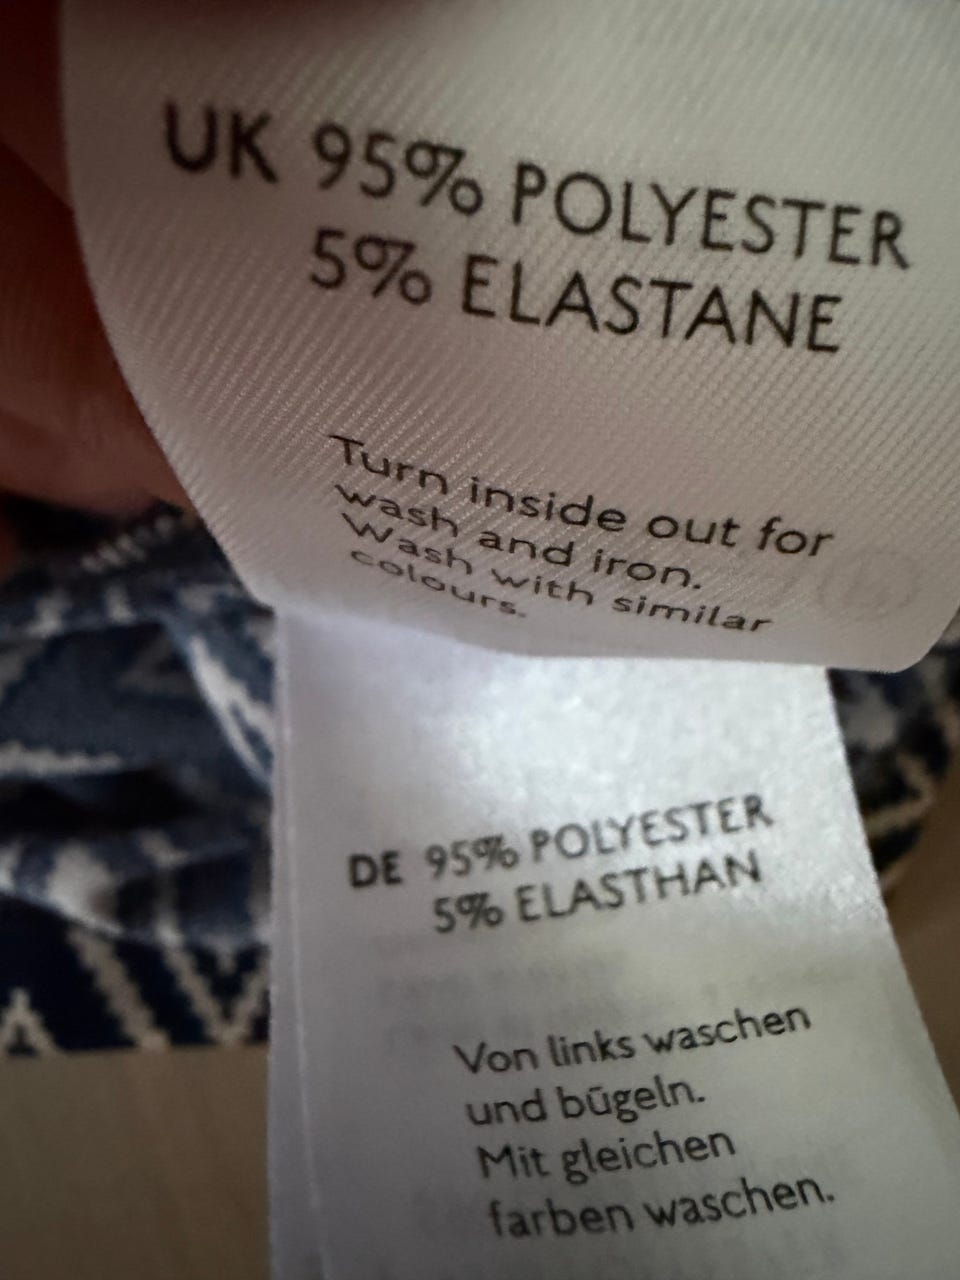 UK 95% POLYESTER
5% ELASTANE
Turn inside out for
wash and iron.
Wash with similar
colours.
DE 95% POLYESTER
5% ELASTHAN
Von links waschen
und bügeln.
Mit gleichen
farben waschen.